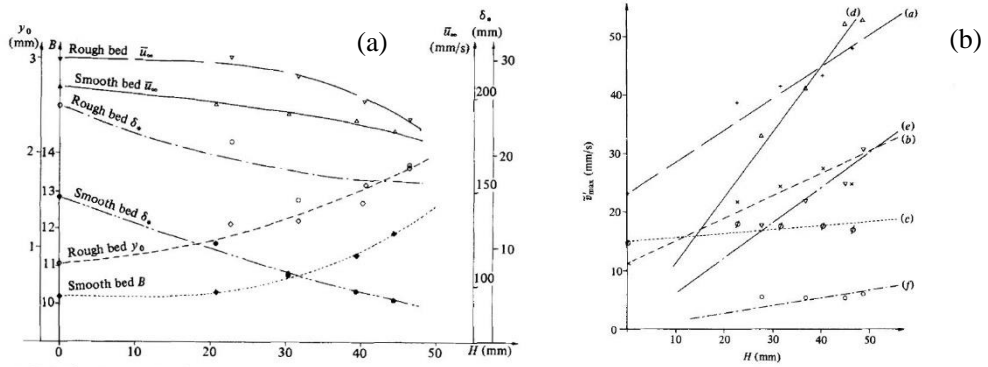 (a)
y₀
(mm)
B
ū∞
(mm/s)
δ*
(mm)
3
2
1
14
13
12
11
10
Rough bed ū∞
Smooth bed ū∞
Rough bed δ*
Smooth bed δ*
Rough bed y₀
Smooth bed B
200
150
100
30
20
10
0
10
20
30
40
50
H (mm)
(b)
ṽ'max (mm/s)
50
40
30
20
10
0
0
10
20
30
40
50
H (mm)
(d)
(a)
(e)
(b)
(c)
(f)